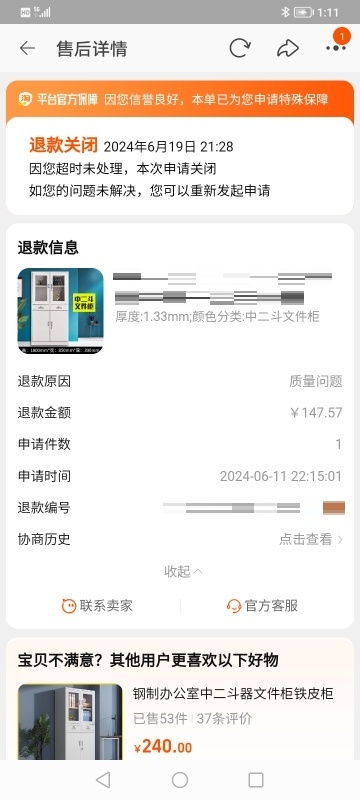 1:11
售后详情
1
平台官方保障 因您信誉良好，本单已为您申请特殊保障
退款关闭 2024年6月19日 21:28
因您超时未处理，本次申请关闭
如您的问题未解决，您可以重新发起申请
退款信息
中二斗
文件柜
厚度:1.33mm;颜色分类:中二斗文件柜
退款原因 质量问题
退款金额 ￥147.57
申请件数 1
申请时间 2024-06-11 22:15:01
退款编号
协商历史 点击查看
收起
联系卖家 官方客服
宝贝不满意？其他用户更喜欢以下好物
钢制办公室中二斗器文件柜铁皮柜
已售53件 37条评价
￥240.00